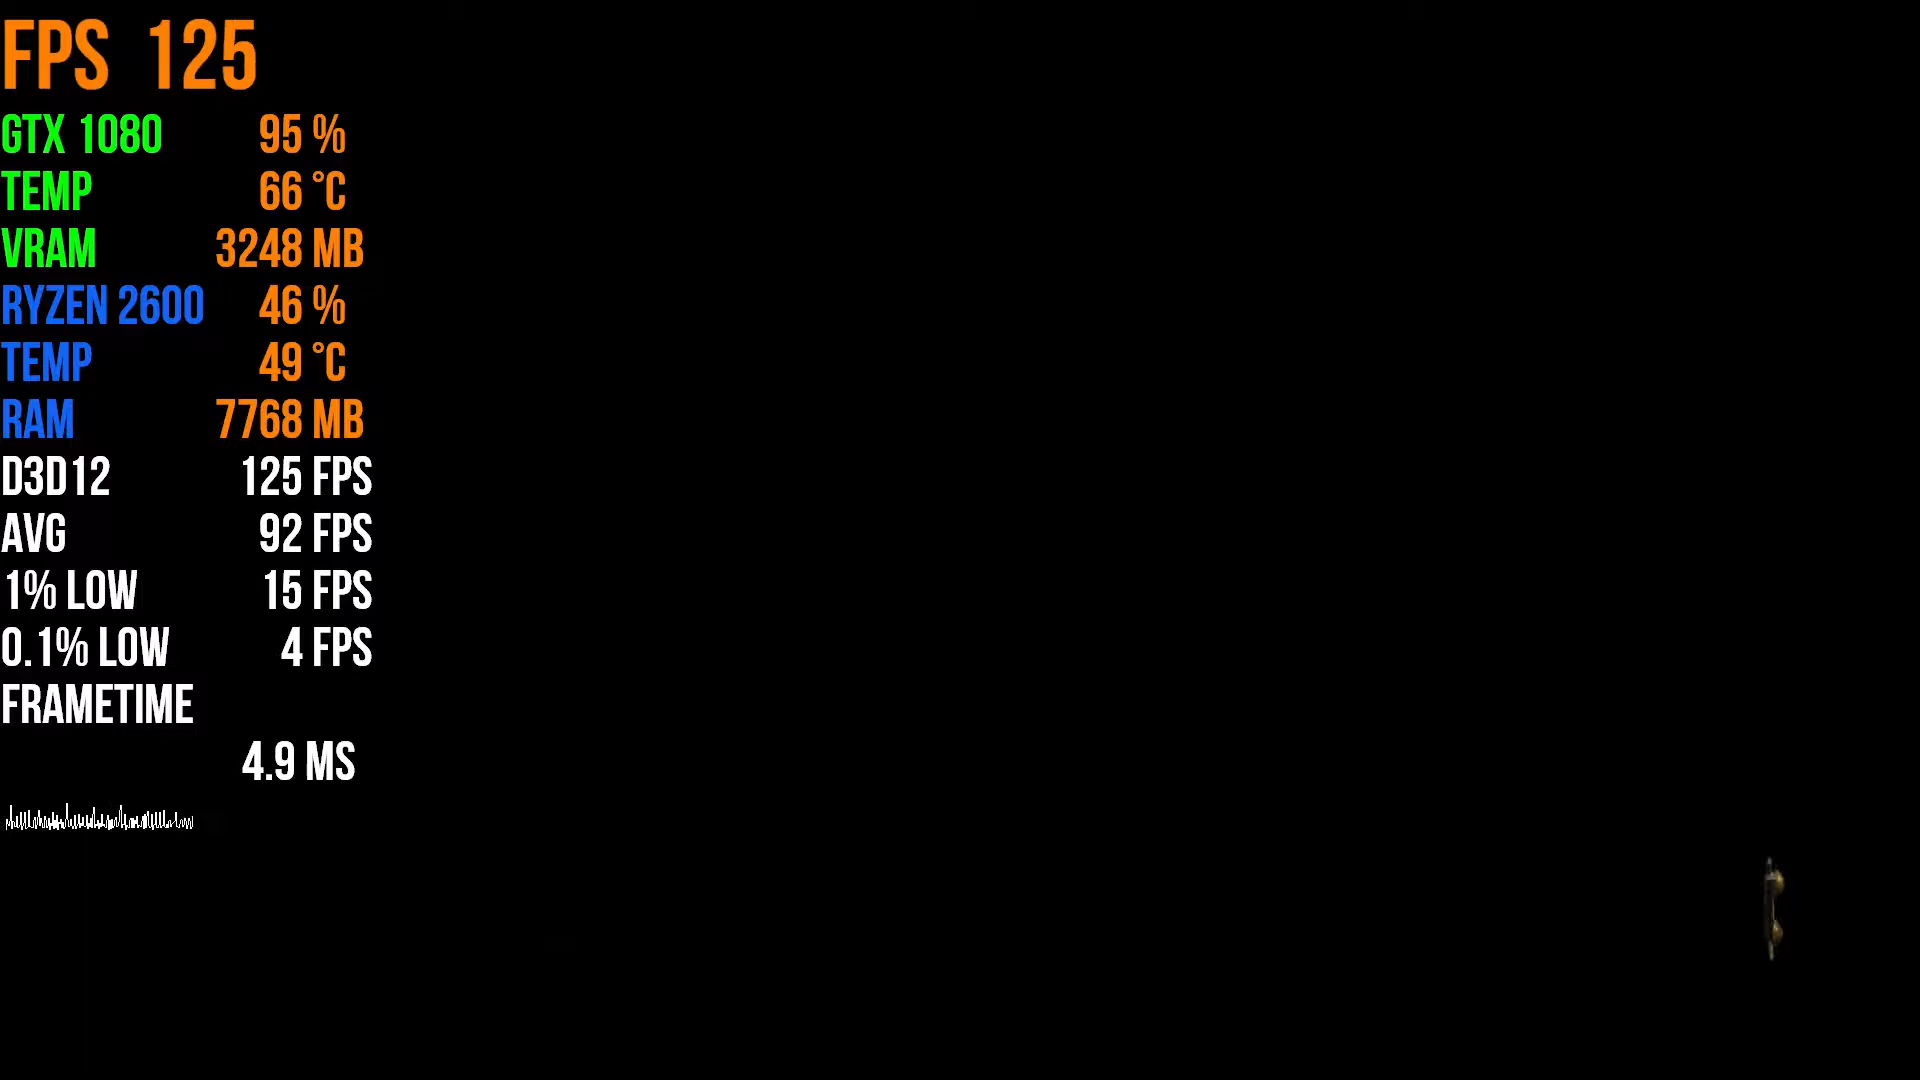 FPS 125
GTX 1080 95 %
TEMP 66 °C
VRAM 3248 MB
RYZEN 2600 46 %
TEMP 49 °C
RAM 7768 MB
D3D12 125 FPS
AVG 92 FPS
1% LOW 15 FPS
0.1% LOW 4 FPS
FRAMETIME
4.9 MS